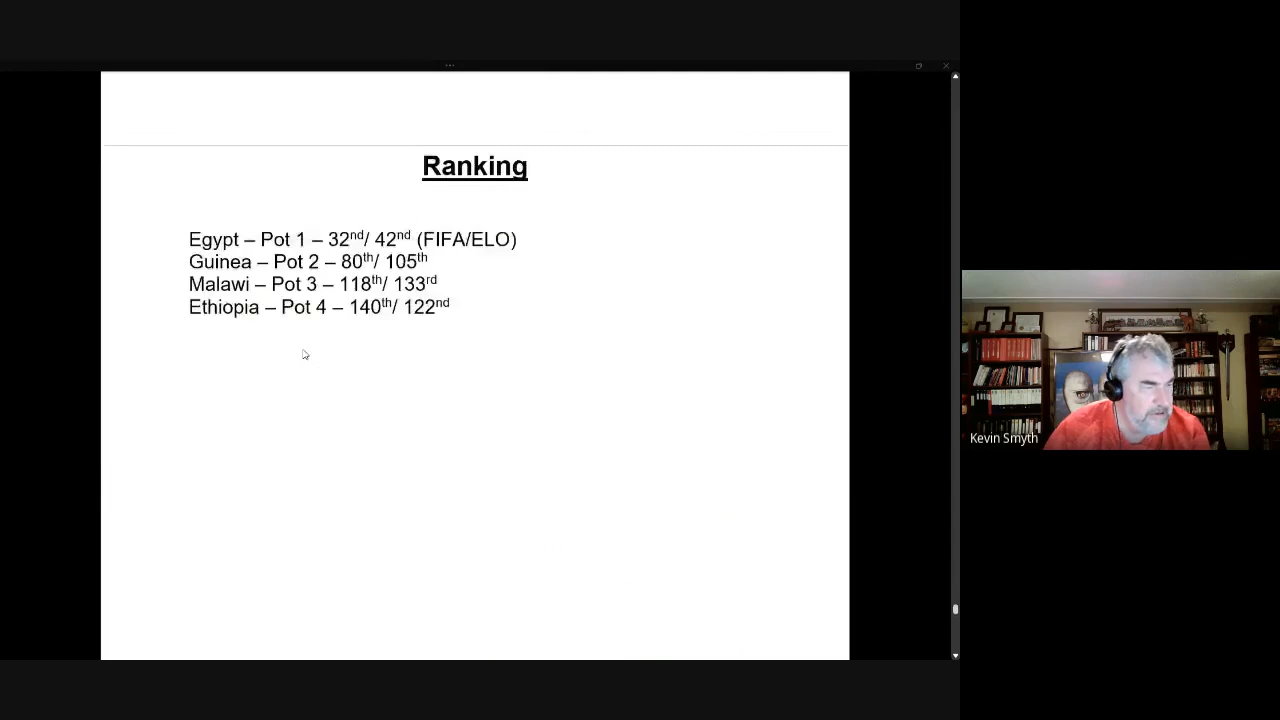 Ranking
Egypt – Pot 1 – 32nd/ 42nd (FIFA/ELO)
Guinea – Pot 2 – 80th/ 105th
Malawi – Pot 3 – 118th/ 133rd
Ethiopia – Pot 4 – 140th/ 122nd
Kevin Smyth